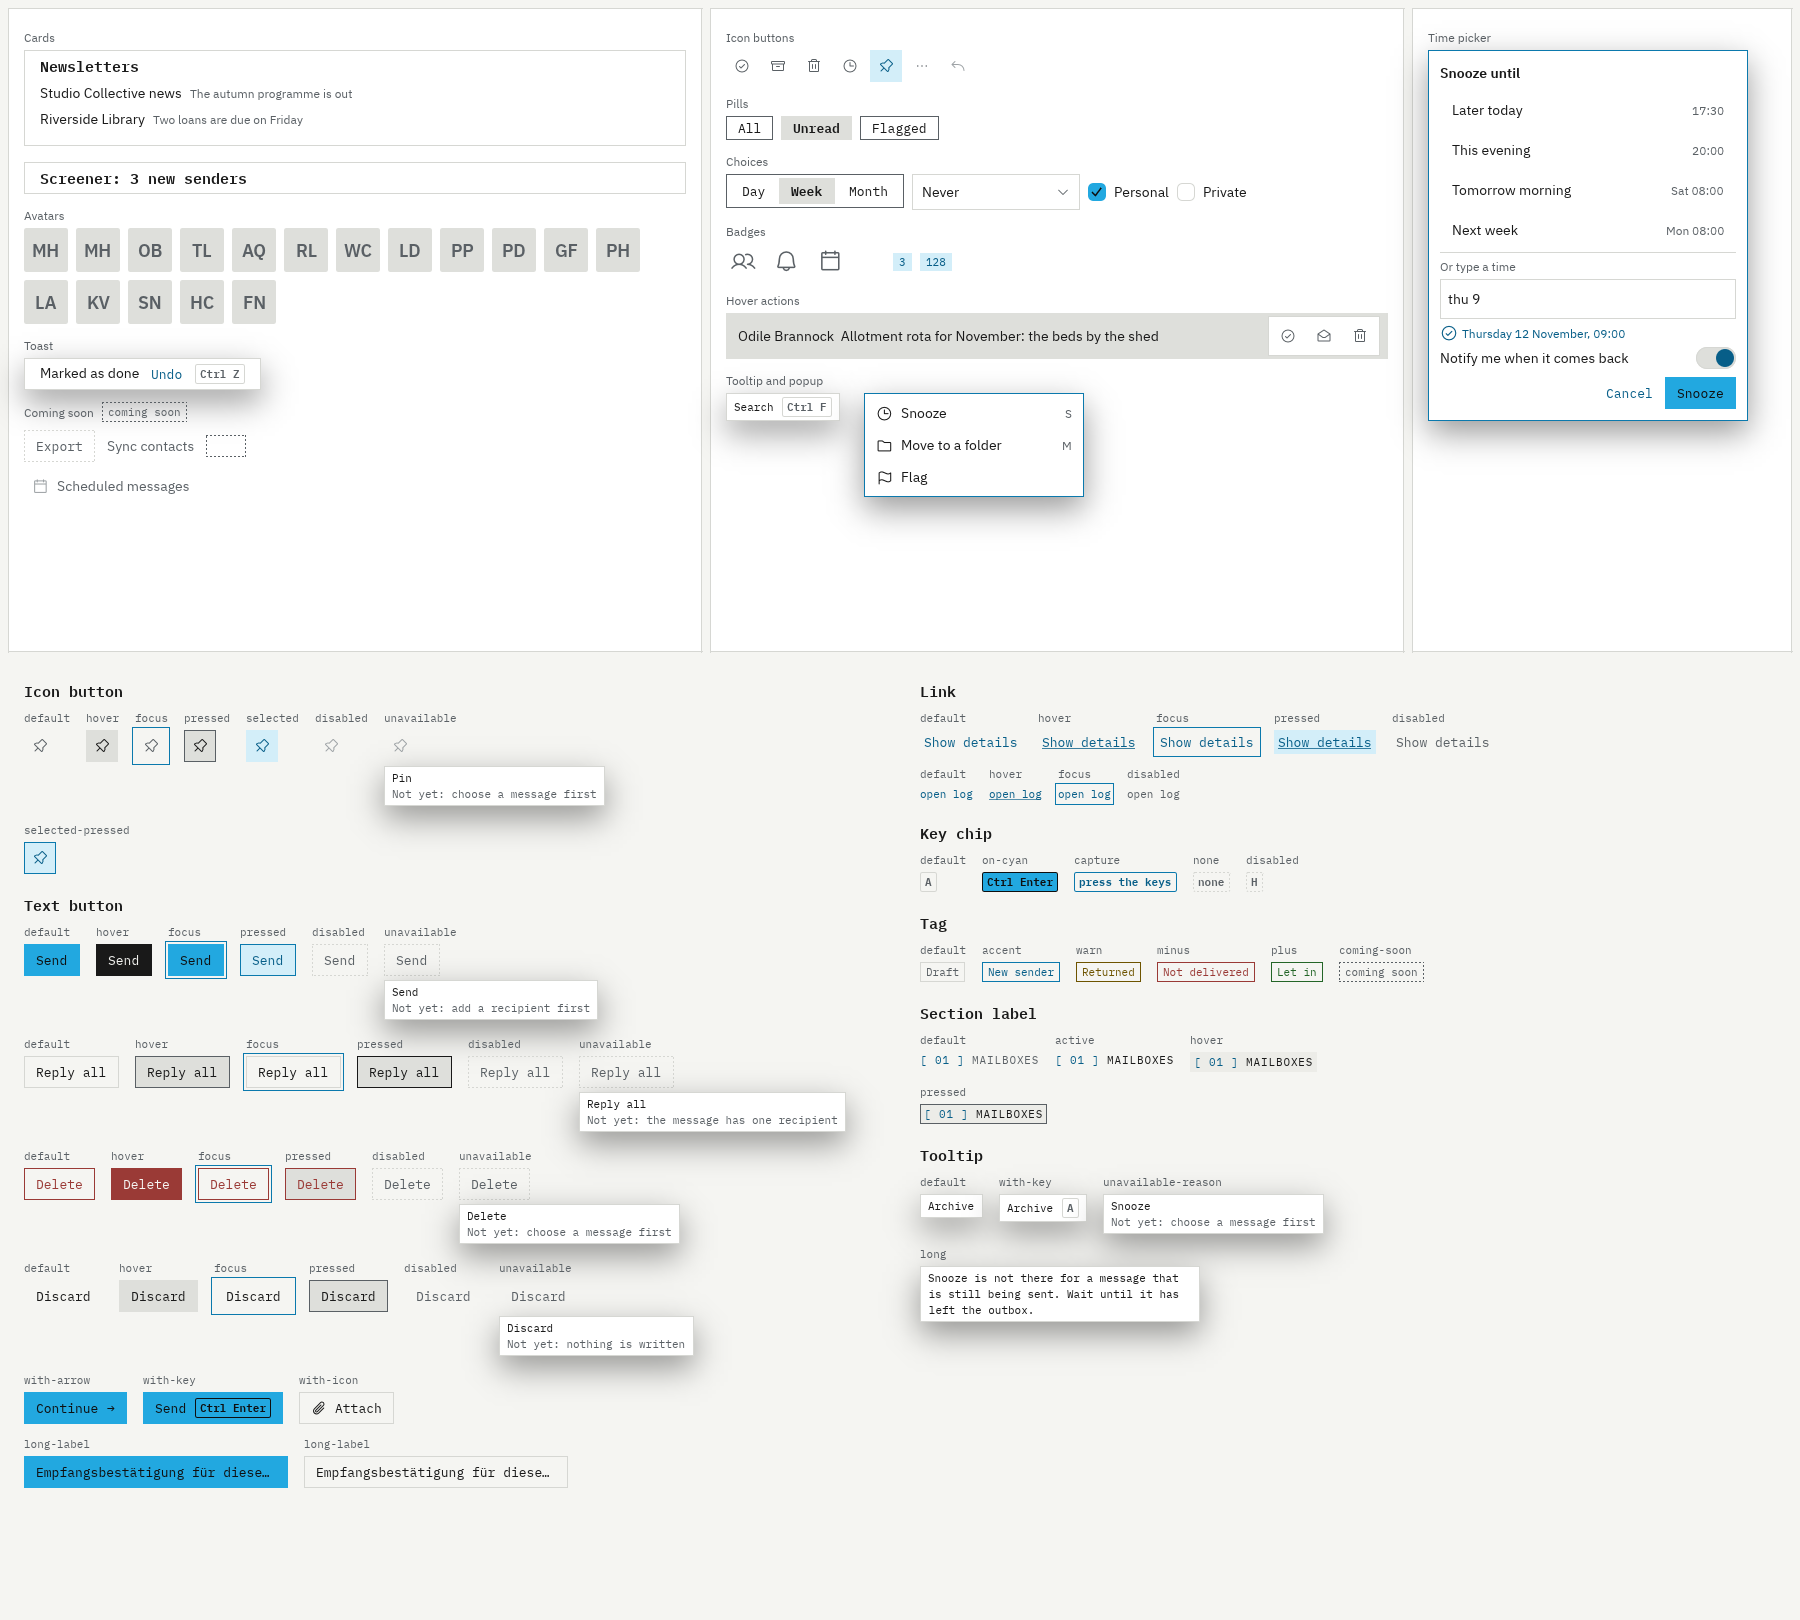 Cards
Newsletters
Studio Collective news The autumn programme is out
Riverside Library Two loans are due on Friday
Screener: 3 new senders
Avatars
MH MH OB TL AQ RL WC LD PP PD GF PH
LA KV SN HC FN
Toast
Marked as done Undo Ctrl Z
Coming soon coming soon
Export Sync contacts
Scheduled messages
Icon buttons
Pills
All Unread Flagged
Choices
Day Week Month Never Personal Private
Badges
3 128
Hover actions
Odile Brannock Allotment rota for November: the beds by the shed
Tooltip and popup
Search Ctrl F
Snooze S
Move to a folder M
Flag
Time picker
Snooze until
Later today 17:30
This evening 20:00
Tomorrow morning Sat 08:00
Next week Mon 08:00
Or type a time
thu 9
Thursday 12 November, 09:00
Notify me when it comes back
Cancel Snooze
Icon button
default hover focus pressed selected disabled unavailable
Pin
Not yet: choose a message first
selected-pressed
Text button
default hover focus pressed disabled unavailable
Send Send Send Send Send Send
Send
Not yet: add a recipient first
default hover focus pressed disabled unavailable
Reply all Reply all Reply all Reply all Reply all Reply all
Reply all
Not yet: the message has one recipient
default hover focus pressed disabled unavailable
Delete Delete Delete Delete Delete Delete
Delete
Not yet: choose a message first
default hover focus pressed disabled unavailable
Discard Discard Discard Discard Discard Discard
Discard
Not yet: nothing is written
with-arrow with-key with-icon
Continue → Send Ctrl Enter Attach
long-label long-label
Empfangsbestätigung für diese… Empfangsbestätigung für diese…
Link
default hover focus pressed disabled
Show details Show details Show details Show details Show details
default hover focus disabled
open log open log open log open log
Key chip
default on-cyan capture none disabled
A Ctrl Enter press the keys none H
Tag
default accent warn minus plus coming-soon
Draft New sender Returned Not delivered Let in coming soon
Section label
default active hover
[ 01 ] MAILBOXES [ 01 ] MAILBOXES [ 01 ] MAILBOXES
pressed
[ 01 ] MAILBOXES
Tooltip
default with-key unavailable-reason
Archive Archive A Snooze
Not yet: choose a message first
long
Snooze is not there for a message that
is still being sent. Wait until it has
left the outbox.